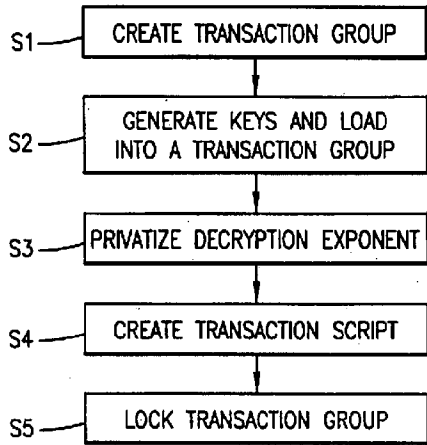 S1 CREATE TRANSACTION GROUP
S2 GENERATE KEYS AND LOAD
INTO A TRANSACTION GROUP
S3 PRIVATIZE DECRYPTION EXPONENT
S4 CREATE TRANSACTION SCRIPT
S5 LOCK TRANSACTION GROUP